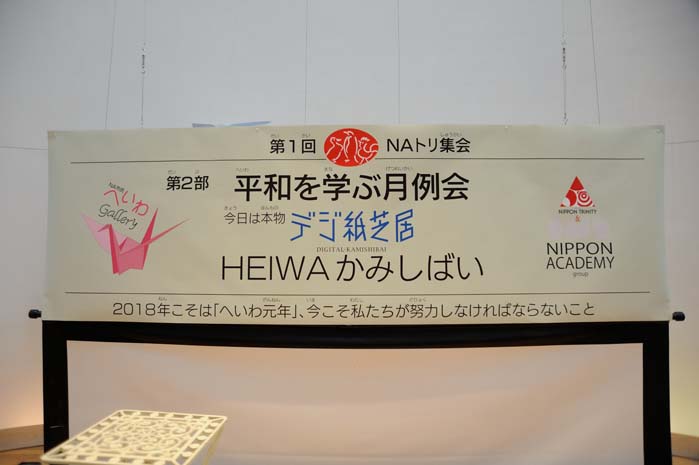 第1回 NAトリ集会
第2部 平和を学ぶ月例会
今日は本物 デジ紙芝居
DIGITAL-KAMISHIBAI
HEIWAかみしばい
2018年こそは「へいわ元年」、今こそ私たちが努力しなければならないこと
へいわ
Gallery
NIPPON TRINITY
&
NIPPON
ACADEMY
group